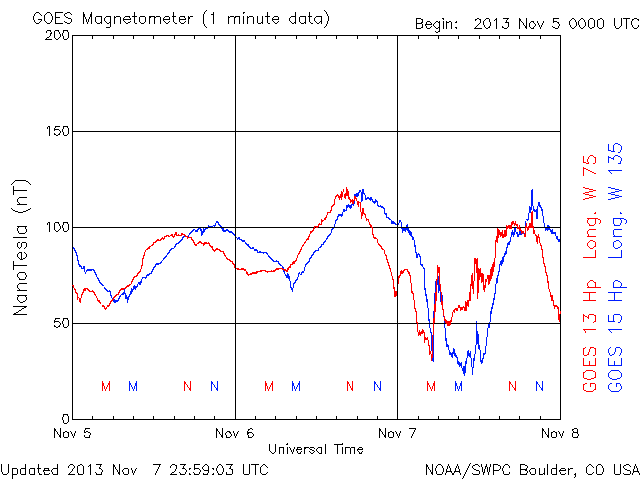 GOES Magnetometer (1 minute data)
Begin: 2013 Nov 5 0000 UTC
200
150
100
50
0
NanoTesla (nT)
M M N N M M N N M M N N
Nov 5 Nov 6 Nov 7 Nov 8
Universal Time
GOES 13 Hp Long. W 75
GOES 15 Hp Long. W 135
Updated 2013 Nov 7 23:59:03 UTC
NOAA/SWPC Boulder, CO USA